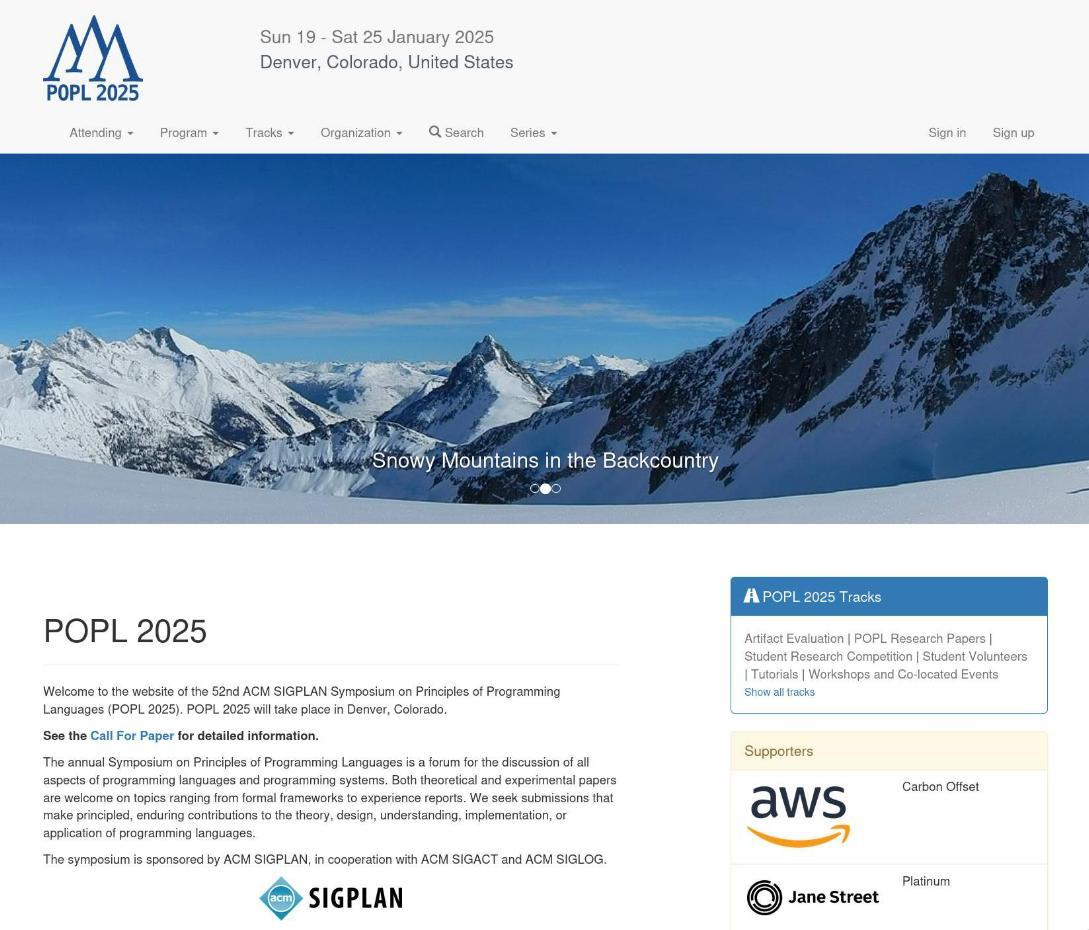 POPL 2025
Sun 19 - Sat 25 January 2025
Denver, Colorado, United States
Attending Program Tracks Organization Search Series Sign in Sign up
Snowy Mountains in the Backcountry
POPL 2025
Welcome to the website of the 52nd ACM SIGPLAN Symposium on Principles of Programming
Languages (POPL 2025). POPL 2025 will take place in Denver, Colorado.
See the Call For Paper for detailed information.
The annual Symposium on Principles of Programming Languages is a forum for the discussion of all
aspects of programming languages and programming systems. Both theoretical and experimental papers
are welcome on topics ranging from formal frameworks to experience reports. We seek submissions that
make principled, enduring contributions to the theory, design, understanding, implementation, or
application of programming languages.
The symposium is sponsored by ACM SIGPLAN, in cooperation with ACM SIGACT and ACM SIGLOG.
acm SIGPLAN
POPL 2025 Tracks
Artifact Evaluation | POPL Research Papers |
Student Research Competition | Student Volunteers
| Tutorials | Workshops and Co-located Events
Show all tracks
Supporters
aws Carbon Offset
Jane Street Platinum